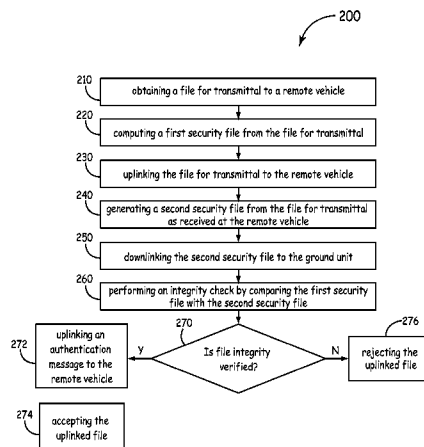 200
210
obtaining a file for transmittal to a remote vehicle
220
computing a first security file from the file for transmittal
230
uplinking the file for transmittal to the remote vehicle
240
generating a second security file from the file for transmittal
as received at the remote vehicle
250
downlinking the second security file to the ground unit
260
performing an integrity check by comparing the first security
file with the second security file
270
272
uplinking an
authentication
message to the
remote vehicle
Y
Is file integrity
verified?
N
276
rejecting the
uplinked file
274
accepting the
uplinked file